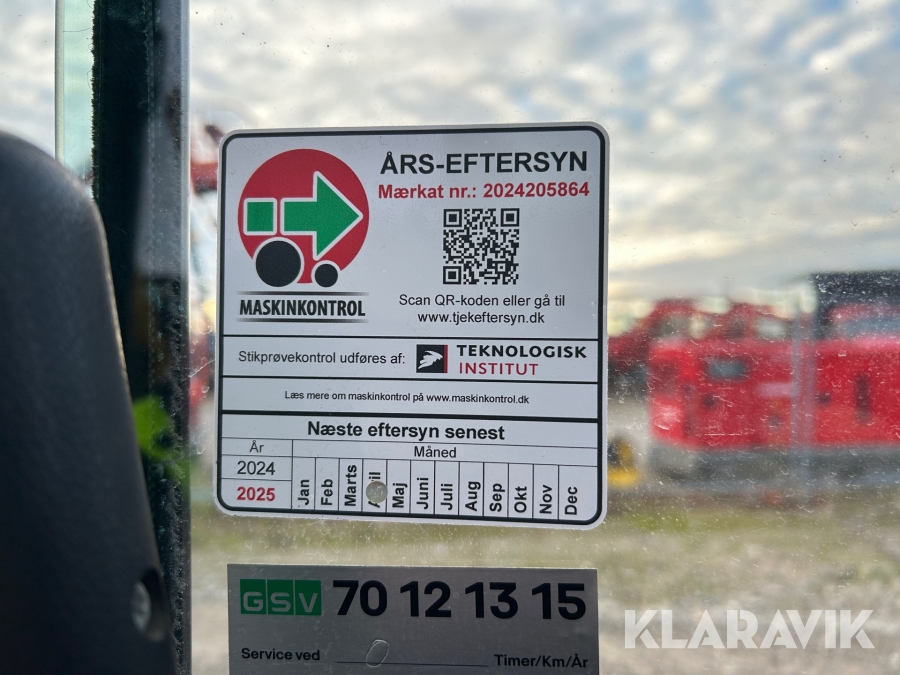 ÅRS-EFTERSYN
Mærkat nr.: 2024205864
MASKINKONTROL
Scan QR-koden eller gå til
www.tjekeftersyn.dk
Stikprøvekontrol udføres af: TEKNOLOGISK
INSTITUT
Læs mere om maskinkontrol på www.maskinkontrol.dk
Næste eftersyn senest
År Måned
2024
2025
Jan Feb Marts April Maj Juni Juli Aug Sep Okt Nov Dec
GSV 70 12 13 15
Service ved Timer/Km/År
KLARAVIK